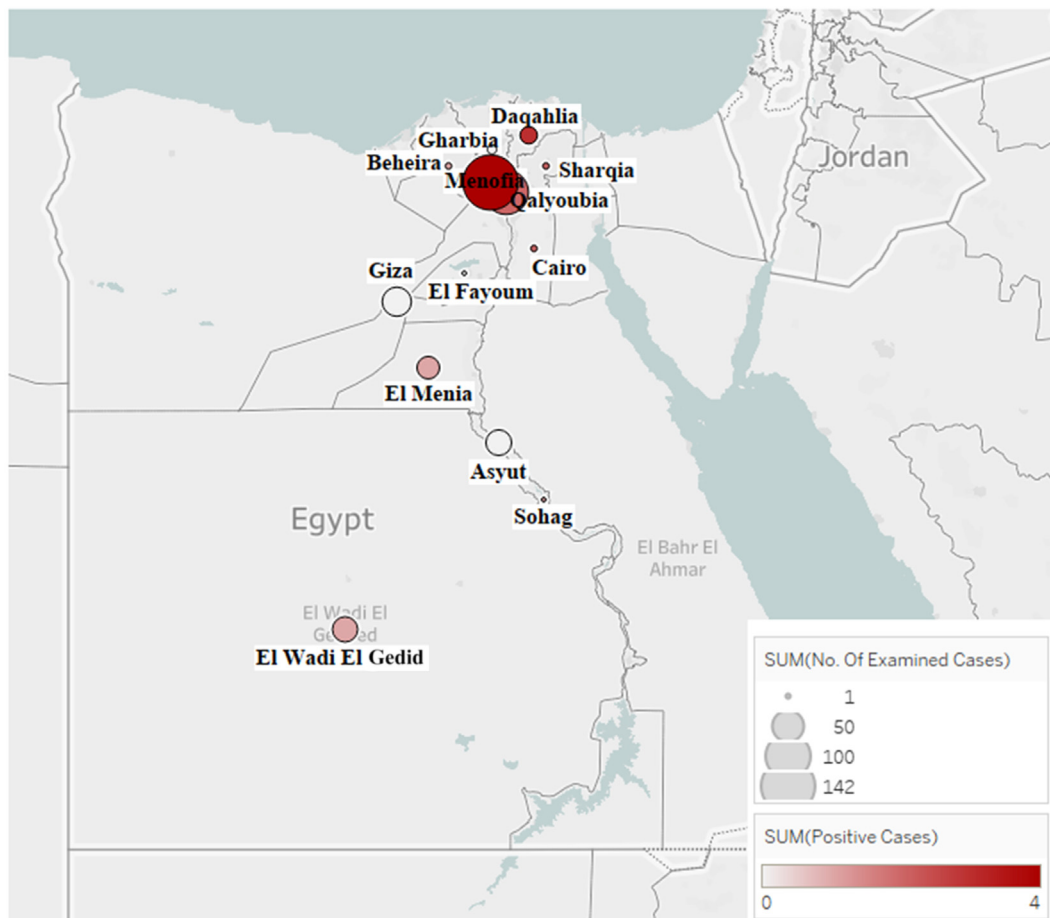 Daqahlia
Gharbia
Beheira
Sharqia
Jordan
Menofia
Qalyoubia
Cairo
Giza
El Fayoum
El Menia
Asyut
Sohag
Egypt
El Bahr El
Ahmar
El Wadi El
Gedid
El Wadi El Gedid
SUM(No. Of Examined Cases)
1
50
100
142
SUM(Positive Cases)
0 4